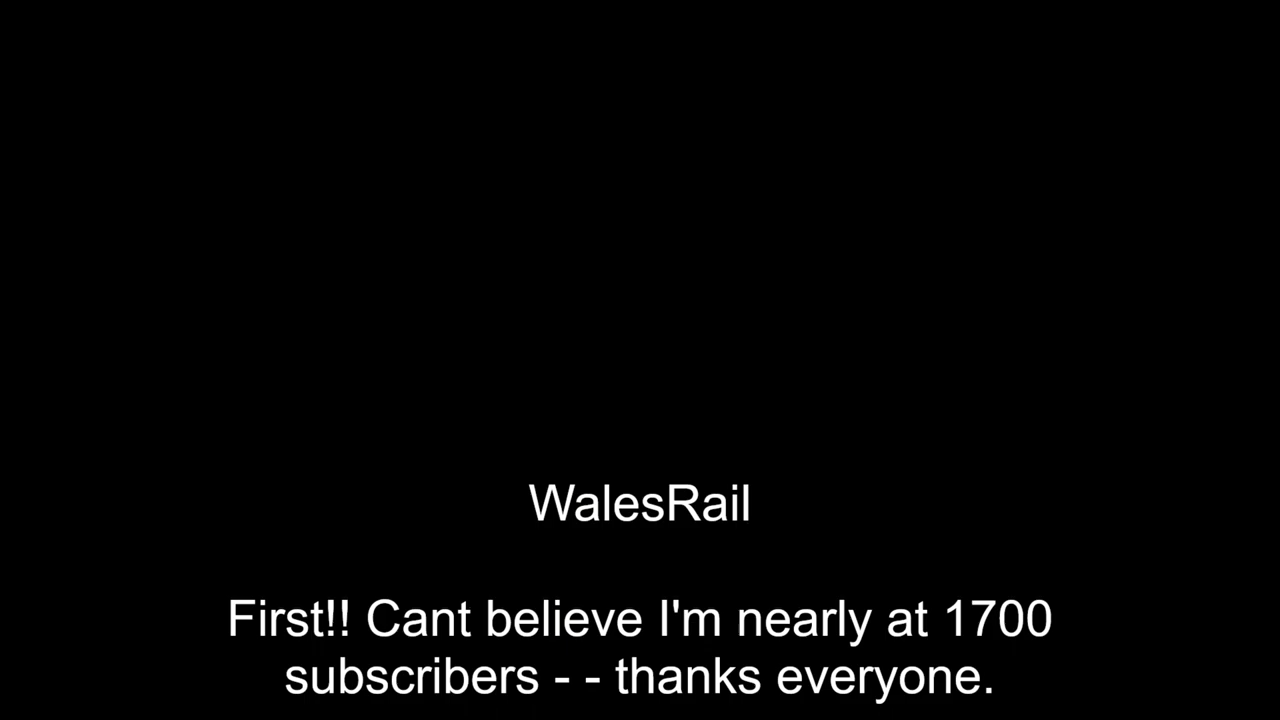 WalesRail
First!! Cant believe I'm nearly at 1700
subscribers - - thanks everyone.